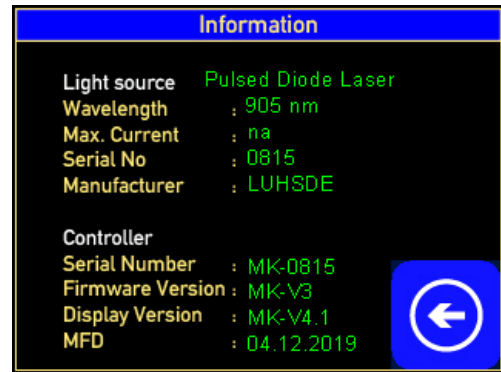 Information
Light source Pulsed Diode Laser
Wavelength : 905 nm
Max. Current : na
Serial No : 0815
Manufacturer : LUHSDE
Controller
Serial Number : MK-0815
Firmware Version : MK-V3
Display Version : MK-V4.1
MFD : 04.12.2019